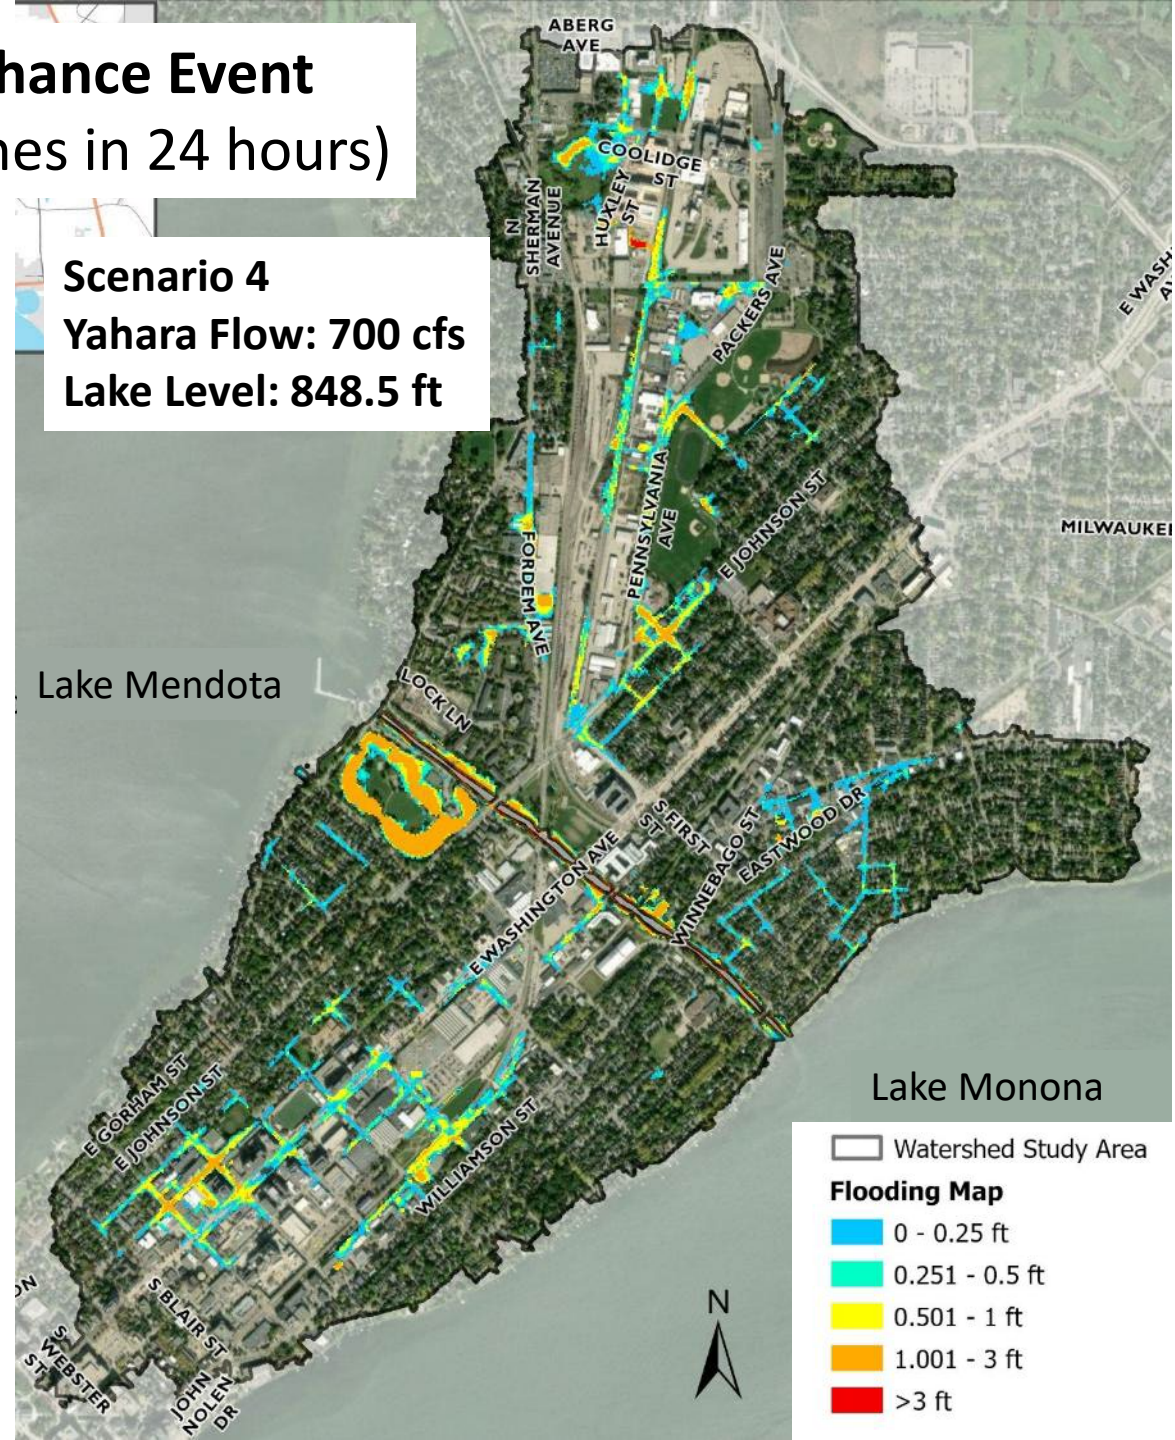 hance Event
nes in 24 hours)
Scenario 4
Yahara Flow: 700 cfs
Lake Level: 848.5 ft
ABERG
AVE
COOLIDGE
ST
HUXLEY
ST
N
SHERMAN
AVENUE
PACKERS AVE
E WASH
AV
MILWAUKEE
PENNSYLVANIA
AVE
E JOHNSON ST
FORDEM AVE
Lake Mendota
LOCK LN
S FIRST
ST
WINNEBAGO ST
EASTWOOD DR
E WASHINGTON AVE
E GORHAM ST
E JOHNSON ST
WILLIAMSON ST
S BLAIR ST
ON
S
WEBSTER
ST
JOHN
NOLEN
DR
Lake Monona
N
Watershed Study Area
Flooding Map
0 - 0.25 ft
0.251 - 0.5 ft
0.501 - 1 ft
1.001 - 3 ft
>3 ft